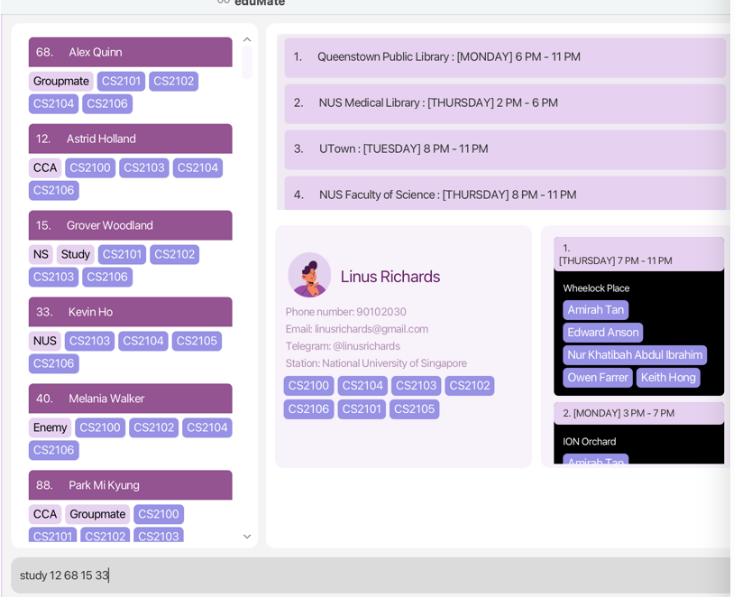 eduMate
68. Alex Quinn
Groupmate CS2101 CS2102
CS2104 CS2106
12. Astrid Holland
CCA CS2100 CS2103 CS2104
CS2106
15. Grover Woodland
NS Study CS2101 CS2102
CS2103 CS2106
33. Kevin Ho
NUS CS2103 CS2104 CS2105
CS2106
40. Melania Walker
Enemy CS2100 CS2102 CS2104
CS2106
88. Park Mi Kyung
CCA Groupmate CS2100
CS2101 CS2102 CS2103
1. Queenstown Public Library : [MONDAY] 6 PM - 11 PM
2. NUS Medical Library : [THURSDAY] 2 PM - 6 PM
3. UTown : [TUESDAY] 8 PM - 11 PM
4. NUS Faculty of Science : [THURSDAY] 8 PM - 11 PM
Linus Richards
Phone number: 90102030
Email: linusrichards@gmail.com
Telegram: @linusrichards
Station: National University of Singapore
CS2100 CS2104 CS2103 CS2102
CS2106 CS2101 CS2105
1.
[THURSDAY] 7 PM - 11 PM
Wheelock Place
Amirah Tan
Edward Anson
Nur Khatibah Abdul Ibrahim
Owen Farrer Keith Hong
2. [MONDAY] 3 PM - 7 PM
ION Orchard
Amirah Tan
study 12 68 15 33